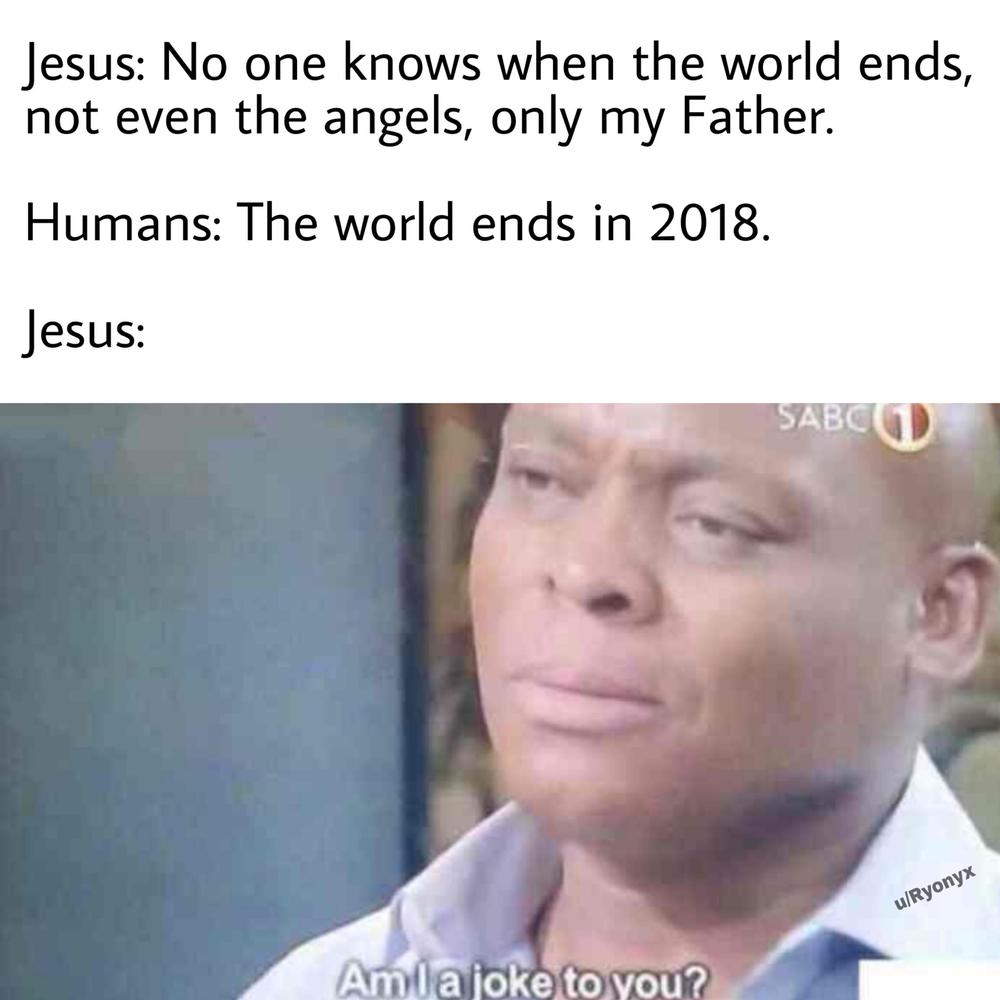 Jesus: No one knows when the world ends,
not even the angels, only my Father.
Humans: The world ends in 2018.
Jesus:
SABC 1
u/Ryonyx
Am I a joke to you?